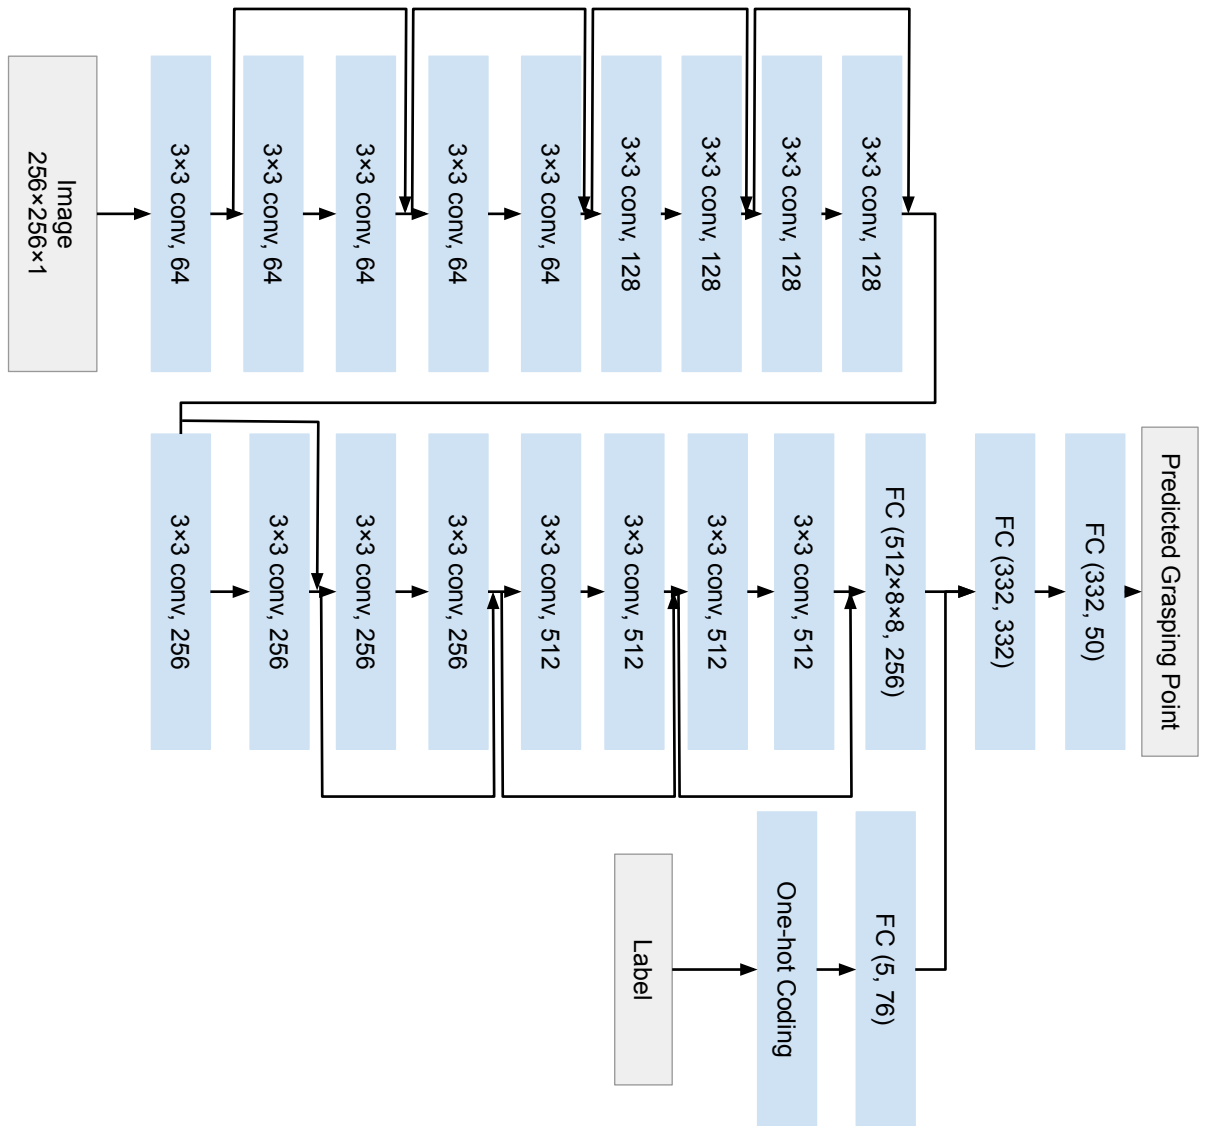 Image
256×256×1
3×3 conv, 64
3×3 conv, 64
3×3 conv, 64
3×3 conv, 64
3×3 conv, 64
3×3 conv, 128
3×3 conv, 128
3×3 conv, 128
3×3 conv, 128
3×3 conv, 256
3×3 conv, 256
3×3 conv, 256
3×3 conv, 256
3×3 conv, 512
3×3 conv, 512
3×3 conv, 512
3×3 conv, 512
FC (512×8×8, 256)
FC (332, 332)
FC (332, 50)
Predicted Grasping Point
Label
One-hot Coding
FC (5, 76)